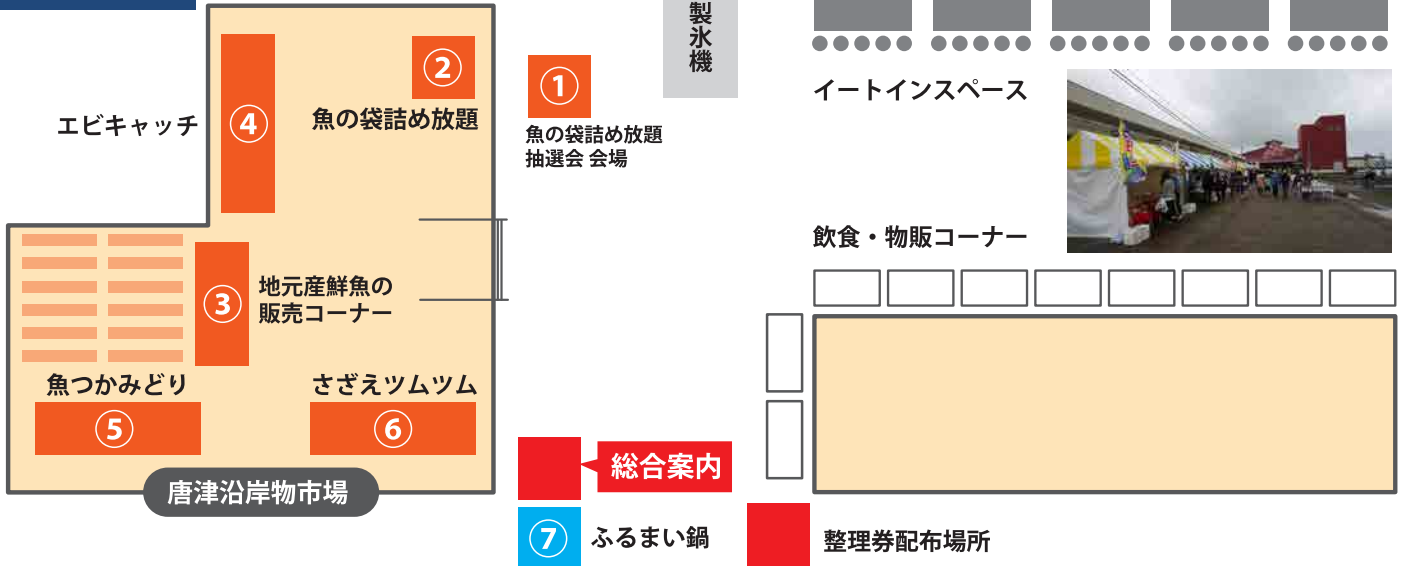 製氷機
②
①
イートインスペース
エビキャッチ
④
魚の袋詰め放題
魚の袋詰め放題
抽選会 会場
飲食・物販コーナー
③
地元産鮮魚の
販売コーナー
魚つかみどり
さざえツムツム
⑤
⑥
総合案内
唐津沿岸物市場
⑦
ふるまい鍋
整理券配布場所